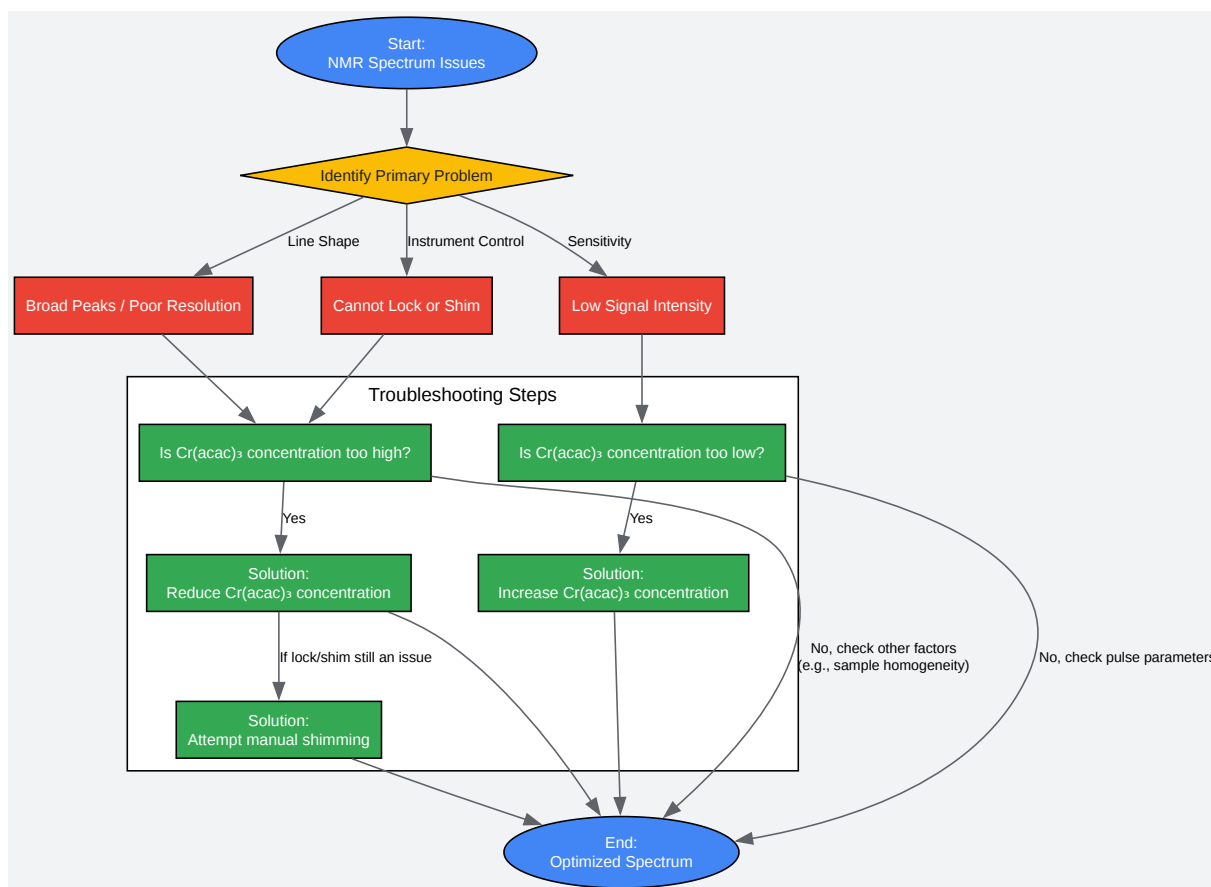 Start:
NMR Spectrum Issues
Identify Primary Problem
Line Shape
Instrument Control
Sensitivity
Broad Peaks / Poor Resolution
Cannot Lock or Shim
Low Signal Intensity
Troubleshooting Steps
Is Cr(acac)₃ concentration too high?
Is Cr(acac)₃ concentration too low?
Yes
Yes
Solution:
Reduce Cr(acac)₃ concentration
Solution:
Increase Cr(acac)₃ concentration
If lock/shim still an issue
No, check other factors
(e.g., sample homogeneity)
No, check pulse parameters
Solution:
Attempt manual shimming
End:
Optimized Spectrum